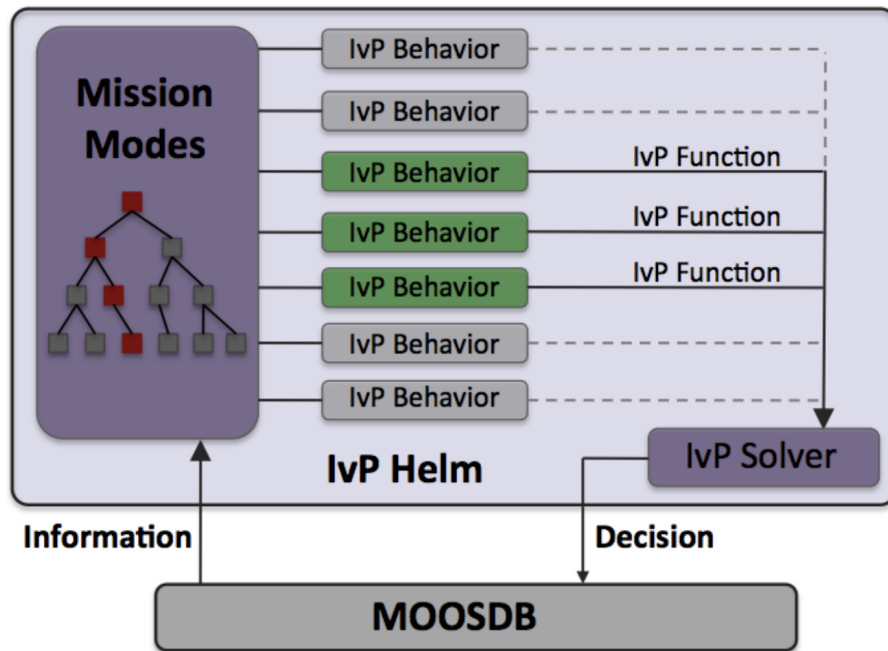 Mission
Modes
IvP Behavior
IvP Behavior
IvP Behavior
IvP Function
IvP Behavior
IvP Function
IvP Behavior
IvP Function
IvP Behavior
IvP Behavior
IvP Helm
IvP Solver
Information
Decision
MOOSDB